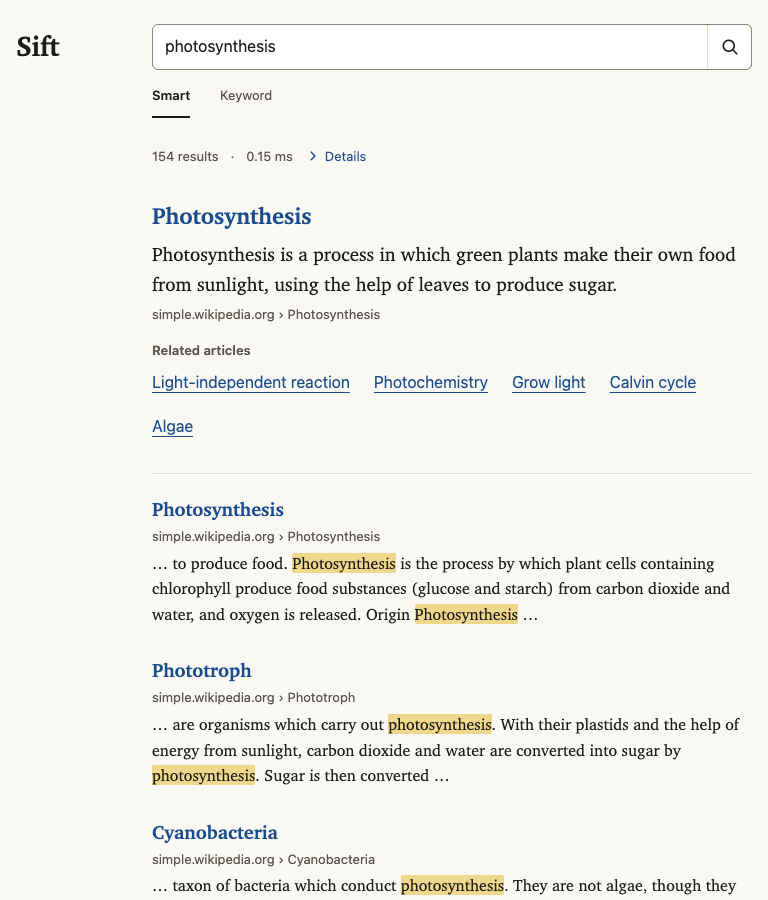 Sift
photosynthesis
Smart Keyword
154 results · 0.15 ms Details
Photosynthesis
Photosynthesis is a process in which green plants make their own food
from sunlight, using the help of leaves to produce sugar.
simple.wikipedia.org › Photosynthesis
Related articles
Light-independent reaction Photochemistry Grow light Calvin cycle
Algae
Photosynthesis
simple.wikipedia.org › Photosynthesis
… to produce food. Photosynthesis is the process by which plant cells containing
chlorophyll produce food substances (glucose and starch) from carbon dioxide and
water, and oxygen is released. Origin Photosynthesis …
Phototroph
simple.wikipedia.org › Phototroph
… are organisms which carry out photosynthesis. With their plastids and the help of
energy from sunlight, carbon dioxide and water are converted into sugar by
photosynthesis. Sugar is then converted …
Cyanobacteria
simple.wikipedia.org › Cyanobacteria
… taxon of bacteria which conduct photosynthesis. They are not algae, though they